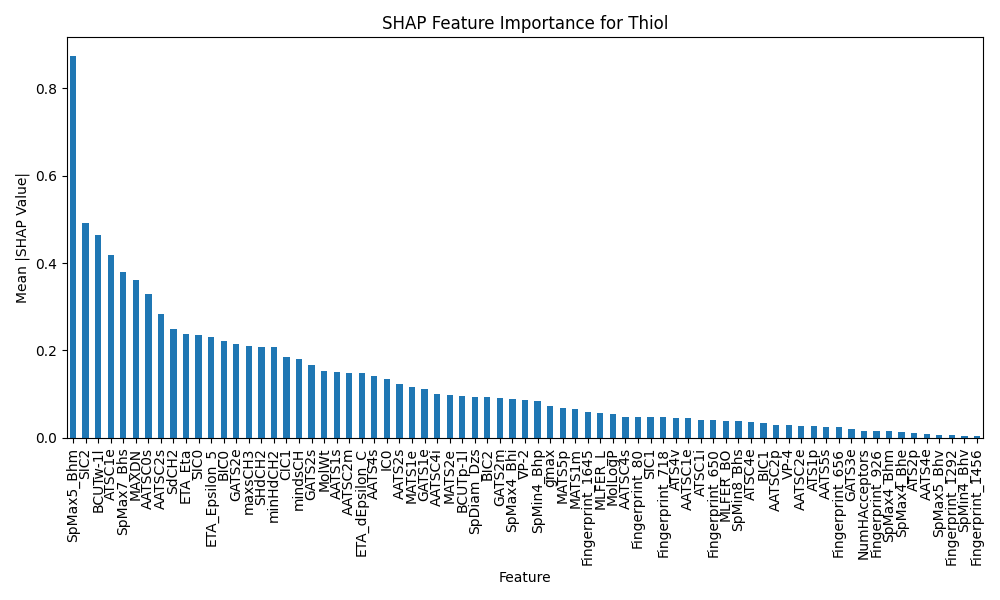 SHAP Feature Importance for Thiol
Mean |SHAP Value|
0.8
0.6
0.4
0.2
0.0
SpMax5_Bhm
SIC2
BCUTw-1l
ATSC1e
SpMax7_Bhs
MAXDN
AATSC0s
AATSC2s
SdCH2
ETA_Eta
SIC0
ETA_Epsilon_5
BIC0
GATS2e
maxsCH3
SHdCH2
minHdCH2
CIC1
mindsCH
GATS2s
MolWt
AATS1s
AATSC2m
ETA_dEpsilon_C
AATS4s
IC0
AATS2s
MATS1e
GATS1e
AATSC4i
MATS2e
BCUTp-1l
SpDiam_Dzs
BIC2
GATS2m
SpMax4_Bhi
VP-2
SpMin4_Bhp
gmax
MATS5p
MATS1m
Fingerprint_1645
MLFER_L
MolLogP
AATSC4s
Fingerprint_80
SIC1
Fingerprint_718
ATS4v
AATSC1e
ATSC1i
Fingerprint_650
MLFER_BO
SpMin8_Bhs
ATSC4e
BIC1
AATSC2p
VP-4
AATSC2e
ATS1p
AATS5s
Fingerprint_656
GATS3e
NumHAcceptors
Fingerprint_926
SpMax4_Bhm
SpMax4_Bhe
ATS2p
AATS4e
SpMax5_Bhv
Fingerprint_1292
SpMin4_Bhv
Fingerprint_1456
Feature